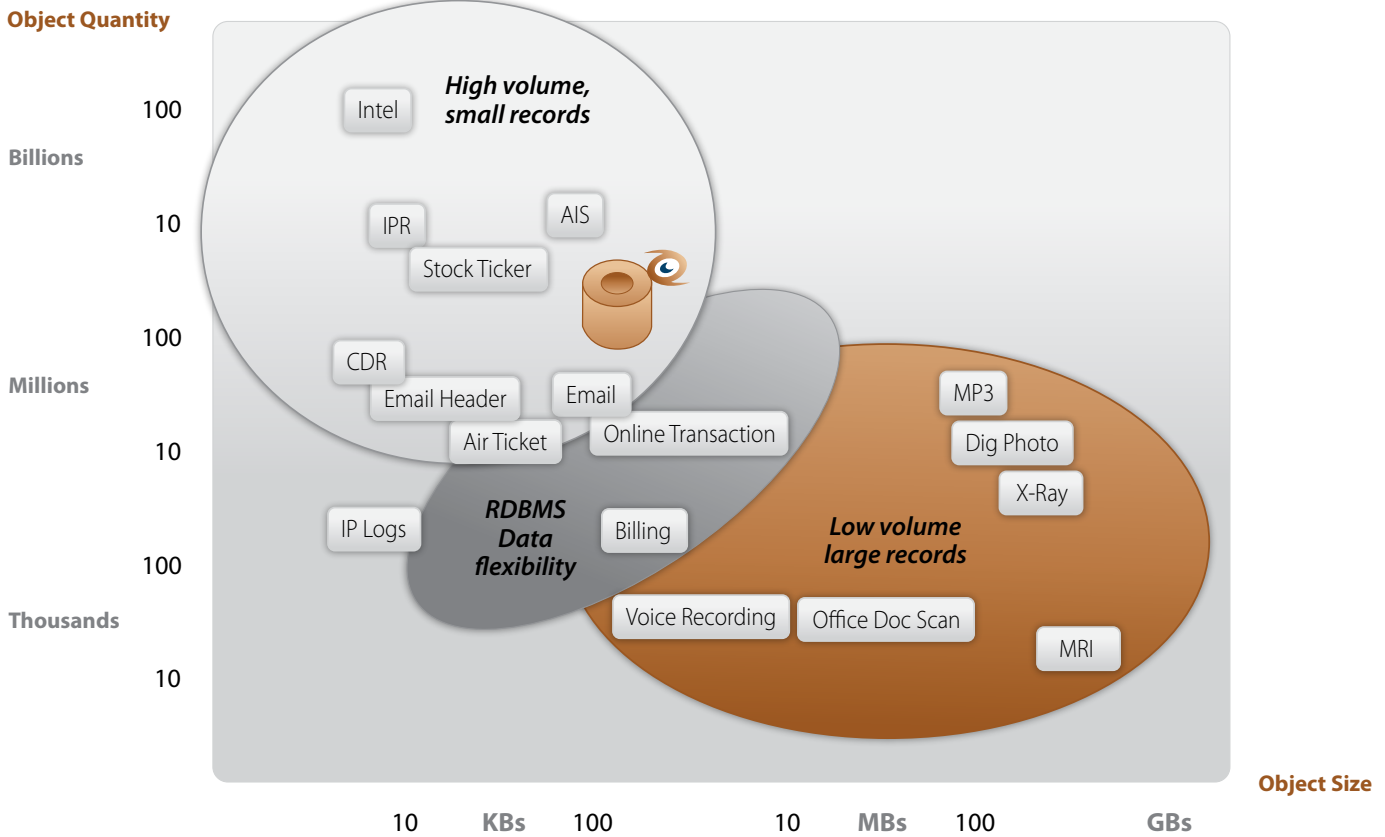 Object Quantity
100
Billions
10
100
Millions
10
100
Thousands
10
High volume,
small records
Intel
IPR
AIS
Stock Ticker
CDR
Email Header
Email
Air Ticket
Online Transaction
IP Logs
RDBMS
Data
flexibility
Billing
MP3
Dig Photo
X-Ray
Low volume
large records
Voice Recording
Office Doc Scan
MRI
Object Size
10 KBs 100 10 MBs 100 GBs